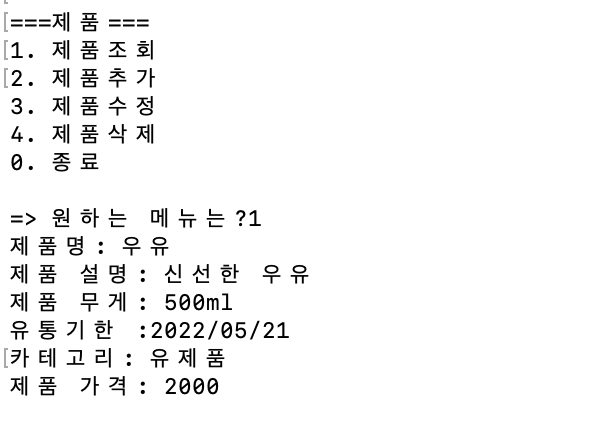 ===제품===
1. 제품조회
2. 제품추가
3. 제품수정
4. 제품삭제
0. 종료
=> 원하는 메뉴는?1
제품명: 우유
제품 설명: 신선한 우유
제품 무게: 500ml
유통기한 :2022/05/21
카테고리: 유제품
제품 가격: 2000